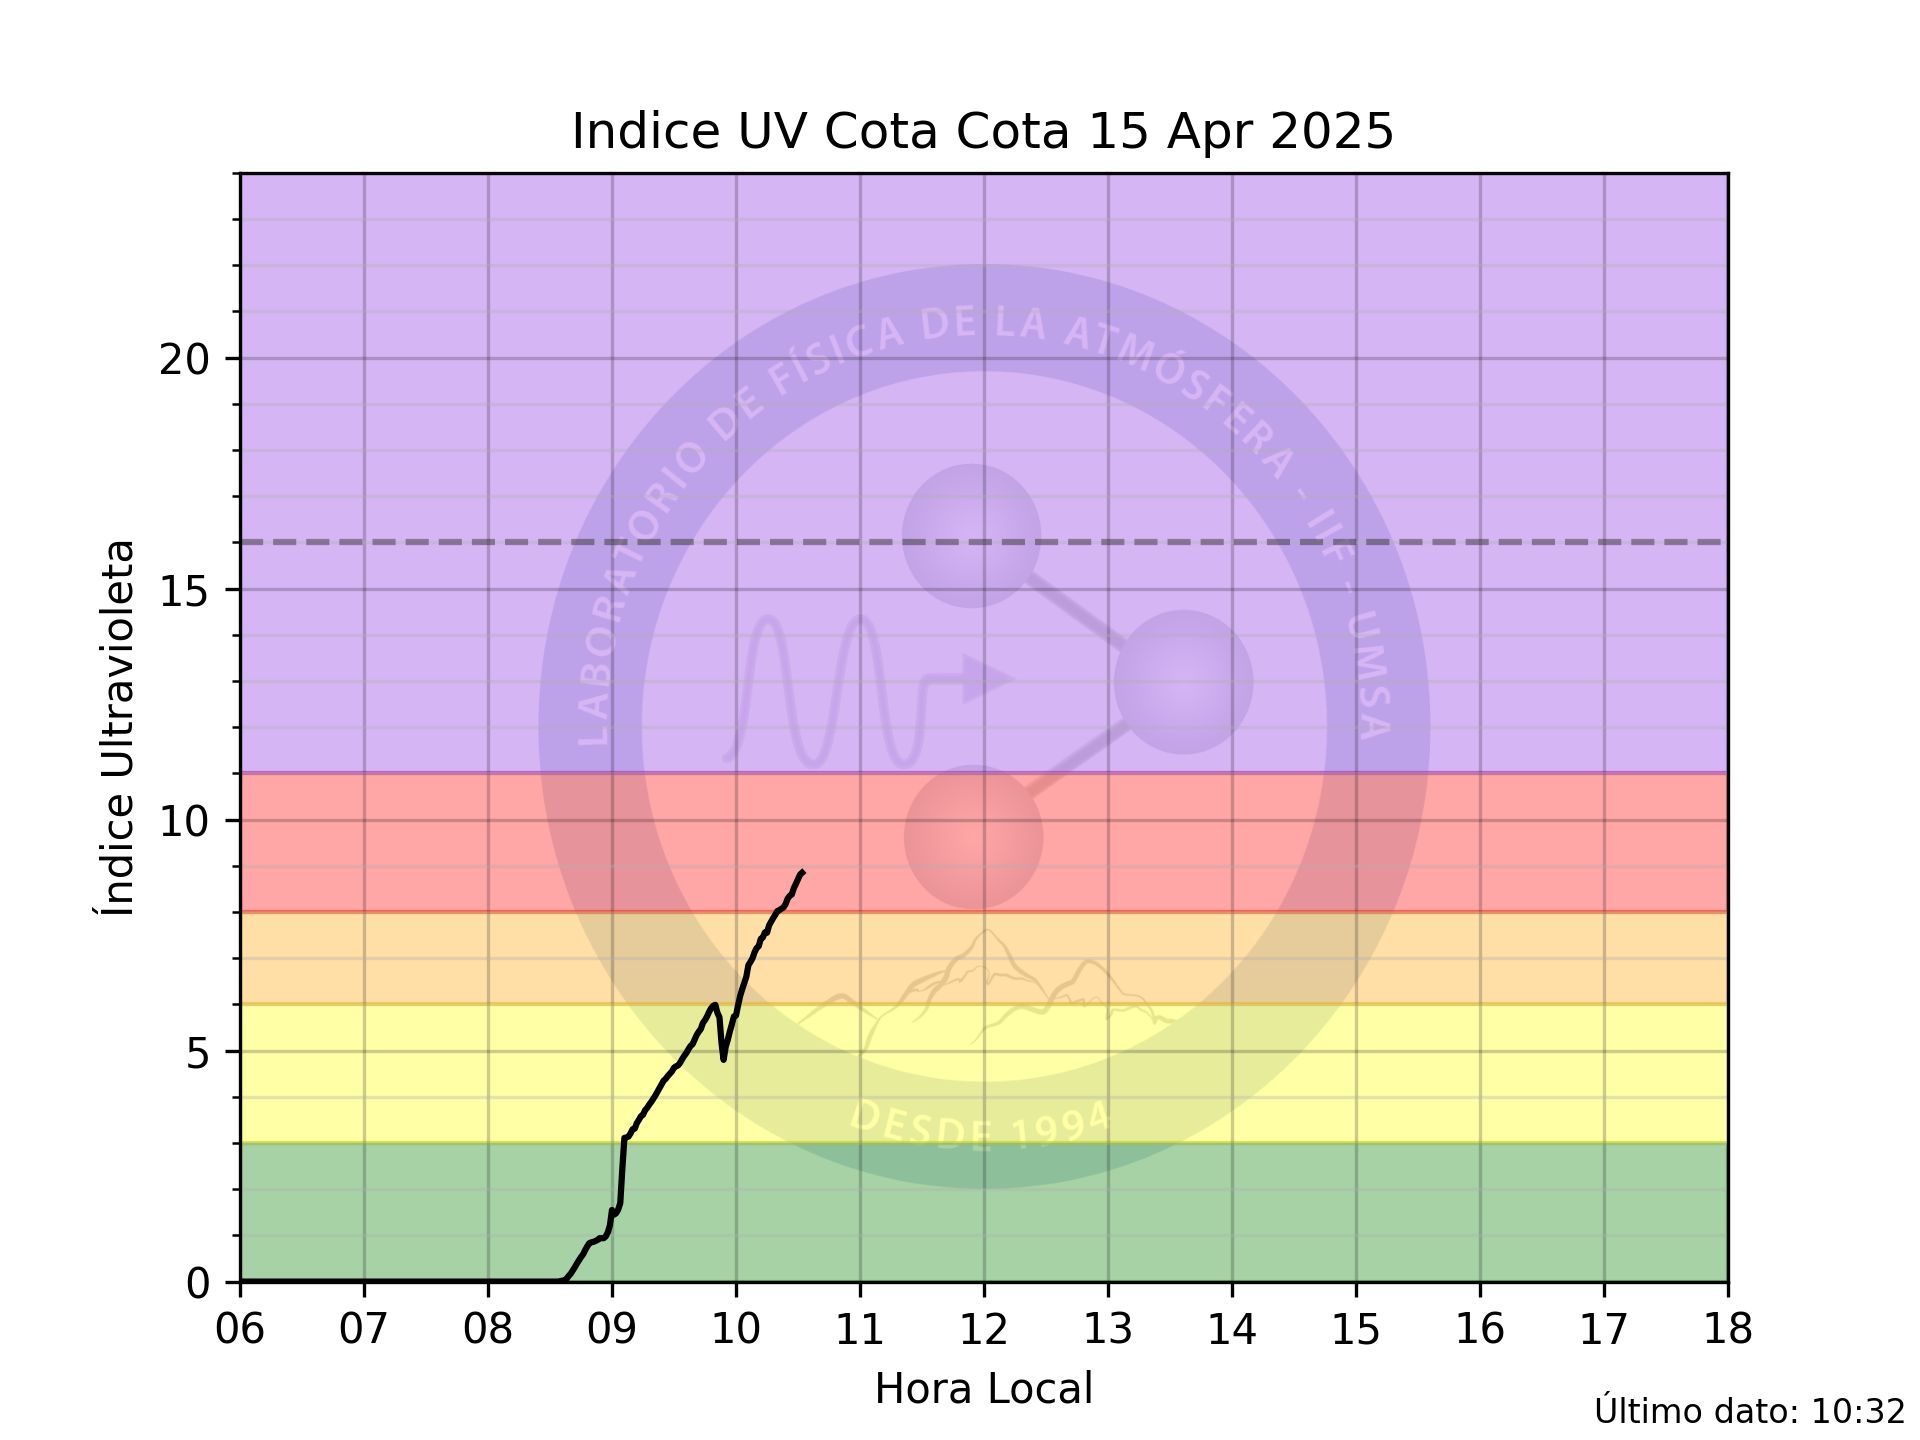 Indice UV Cota Cota 15 Apr 2025
LABORATORIO DE FÍSICA DE LA ATMÓSFERA - IIF - UMSA
DESDE 1994
Índice Ultravioleta
20
15
10
5
0
06 07 08 09 10 11 12 13 14 15 16 17 18
Hora Local
Último dato: 10:32